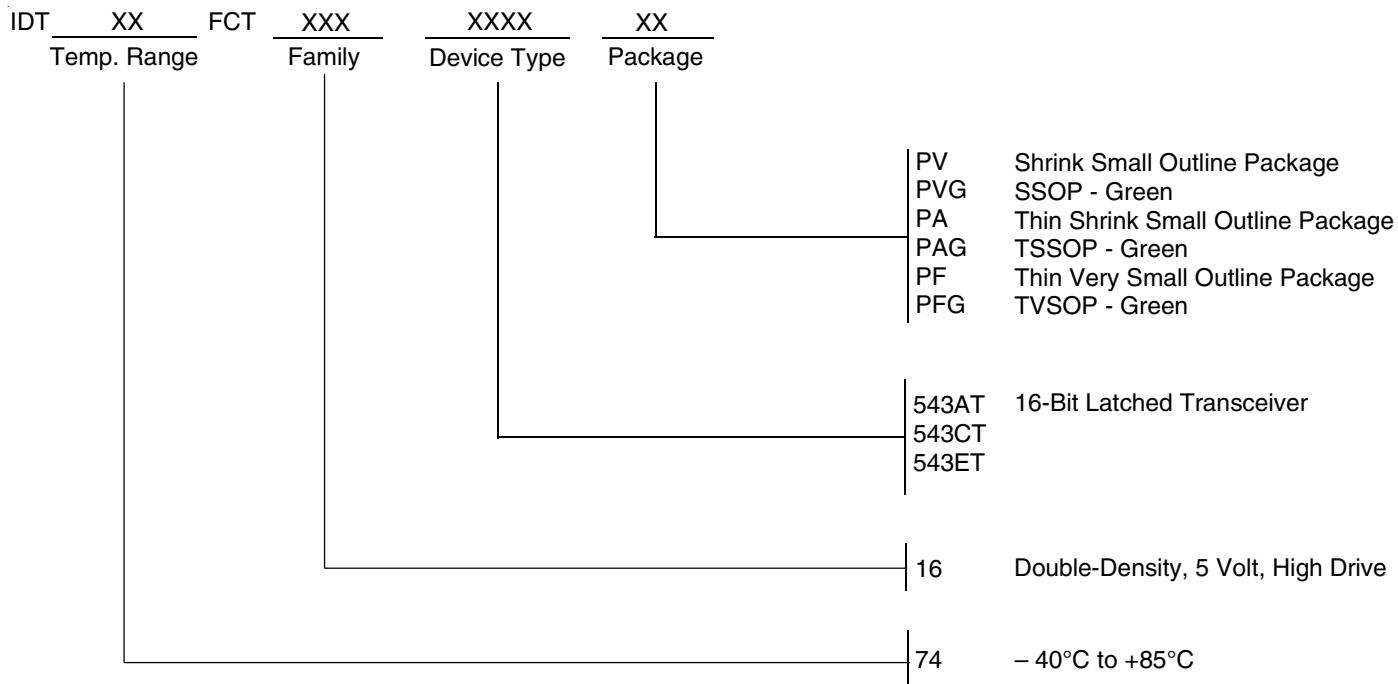 IDT XX FCT XXX XXXX XX
Temp. Range Family Device Type Package
PV Shrink Small Outline Package
PVG SSOP - Green
PA Thin Shrink Small Outline Package
PAG TSSOP - Green
PF Thin Very Small Outline Package
PFG TVSOP - Green
543AT 16-Bit Latched Transceiver
543CT
543ET
16 Double-Density, 5 Volt, High Drive
74 – 40°C to +85°C